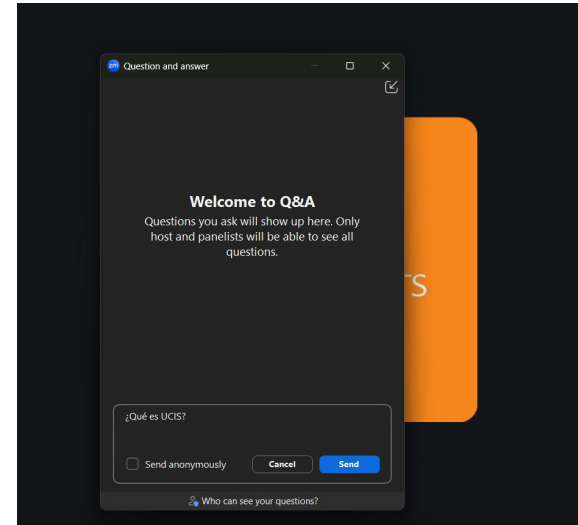 zm Question and answer
Welcome to Q&A
Questions you ask will show up here. Only
host and panelists will be able to see all
questions.
TS
¿Qué es UCIS?
Send anonymously
Cancel
Send
Who can see your questions?